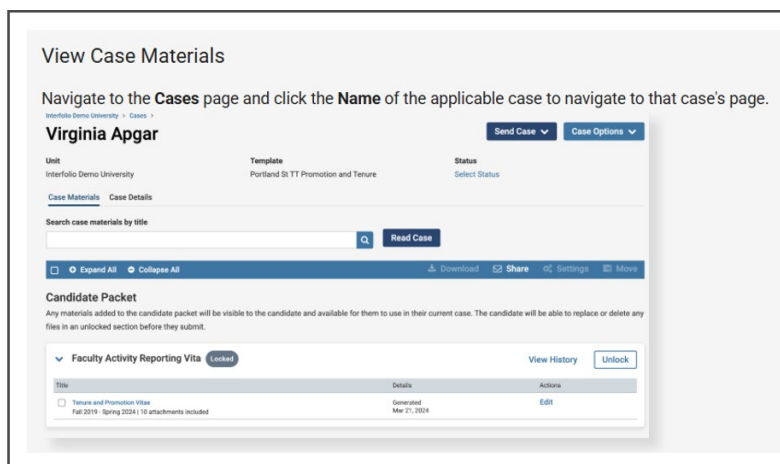 View Case Materials
Navigate to the Cases page and click the Name of the applicable case to navigate to that case's page.
Interfolio Demo University > Cases >
Virginia Apgar
Send Case
Case Options
Unit
Template
Status
Interfolio Demo University
Portland St TT Promotion and Tenure
Select Status
Case Materials
Case Details
Search case materials by title
Read Case
Expand All
Collapse All
Download
Share
Settings
Move
Candidate Packet
Any materials added to the candidate packet will be visible to the candidate and available for them to use in their current case. The candidate will be able to replace or delete any
files in an unlocked section before they submit.
Faculty Activity Reporting Vita
Locked
View History
Unlock
Title
Details
Actions
Tenure and Promotion Vitae
Fall 2019 - Spring 2024 | 10 attachments included
Generated
Mar 21, 2024
Edit